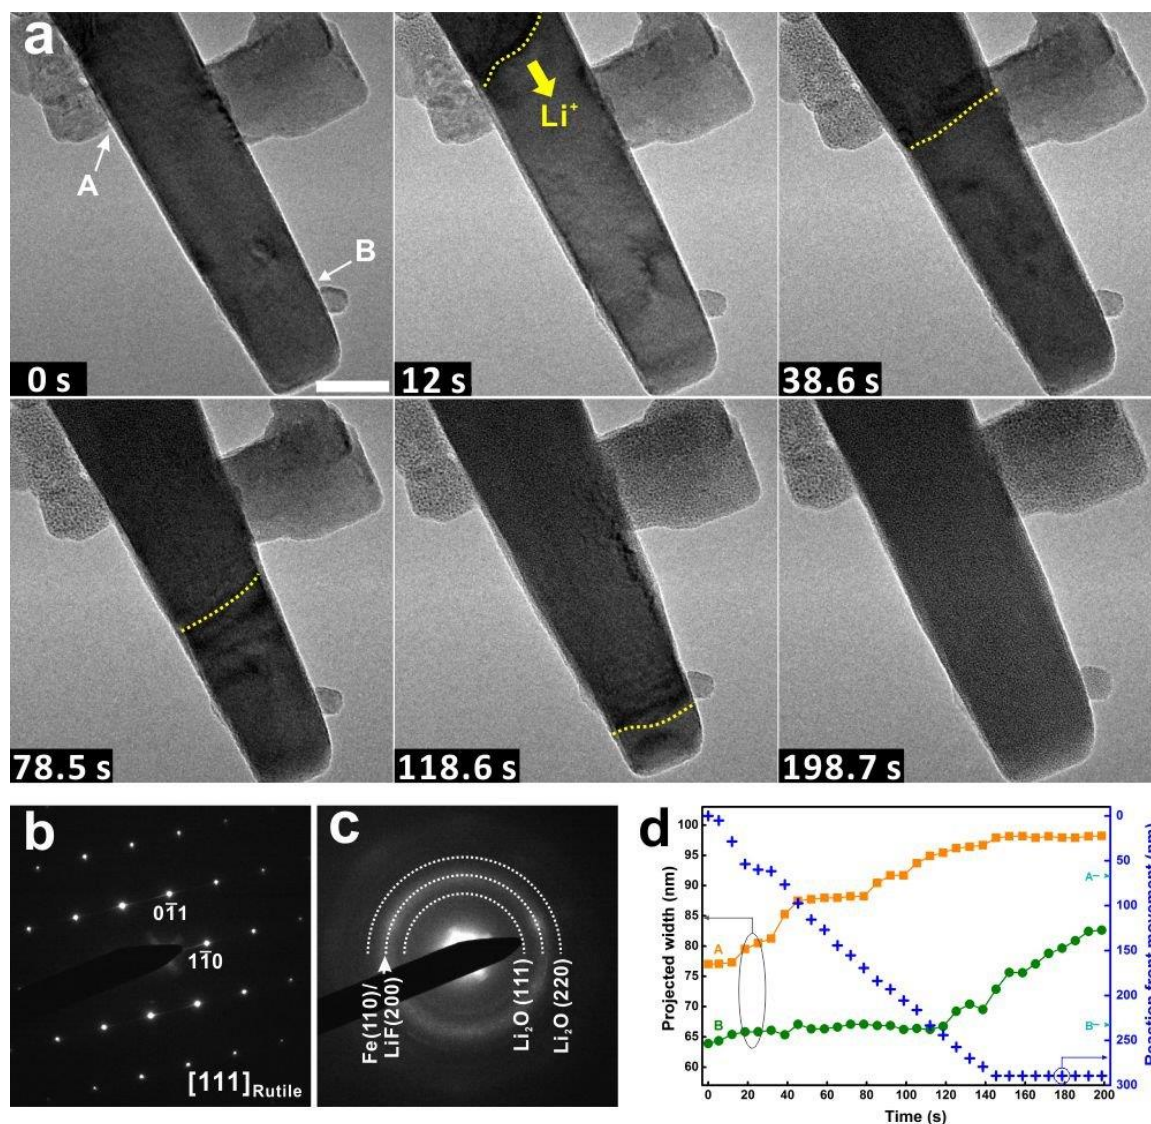 a
A
B
0 s
Li⁺
12 s
38.6 s
78.5 s
118.6 s
198.7 s
b
01̅1
11̅0
[111]Rutile
c
Fe(110)/
LiF(200)
Li₂O (111)
Li₂O (220)
d
Projected width (nm)
100
95
90
85
80
75
70
65
60
A
B
0 20 40 60 80 100 120 140 160 180 200
Time (s)
0
50
100
150
200
250
300
A
B
Reaction front movement (nm)